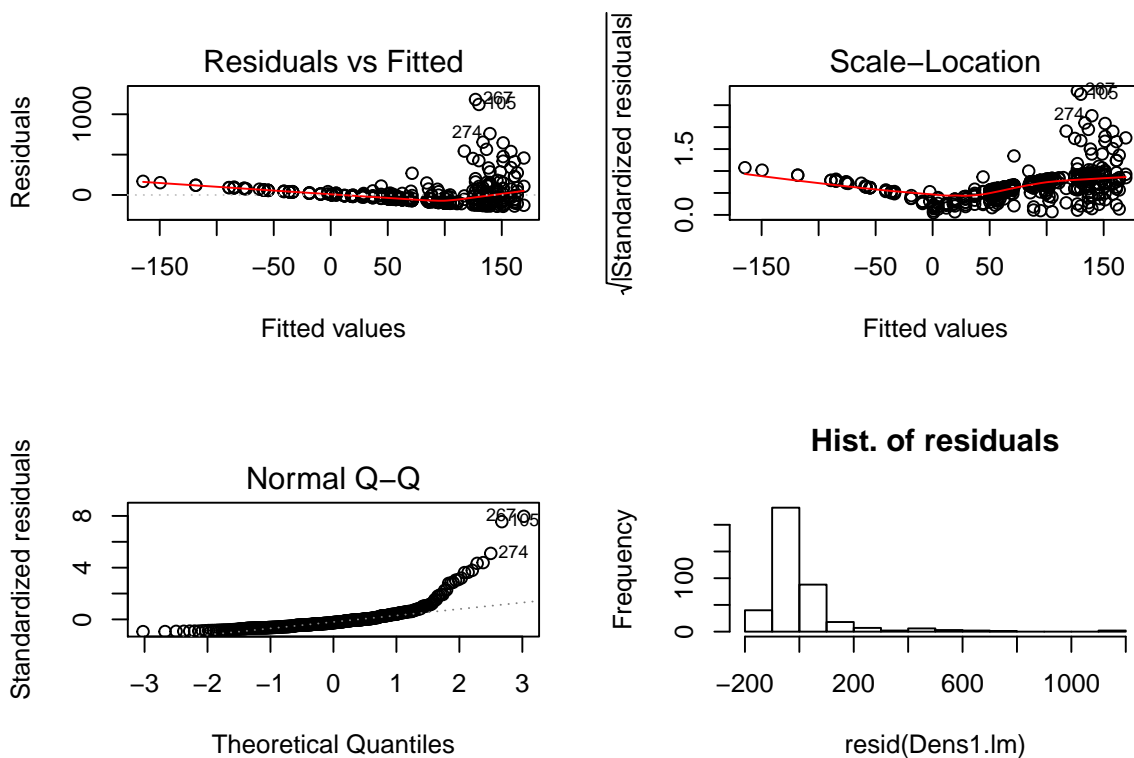 Residuals vs Fitted
Residuals
0 1000
267
105
274
−150 −50 0 50 150
Fitted values
Scale−Location
√|Standardized residuals|
0.0 1.5
267
105
274
−150 −50 0 50 150
Fitted values
Normal Q−Q
Standardized residuals
0 4 8
267
105
274
−3 −2 −1 0 1 2 3
Theoretical Quantiles
Hist. of residuals
Frequency
0 100
−200 200 600 1000
resid(Dens1.lm)